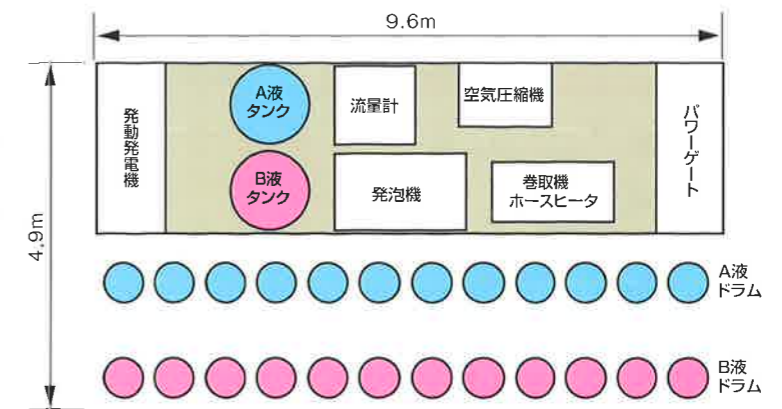 9.6m
4.9m
発動発電機
A液
タンク
流量計
空気圧縮機
パワーゲート
B液
タンク
発泡機
巻取機
ホースヒータ
A液
ドラム
B液
ドラム